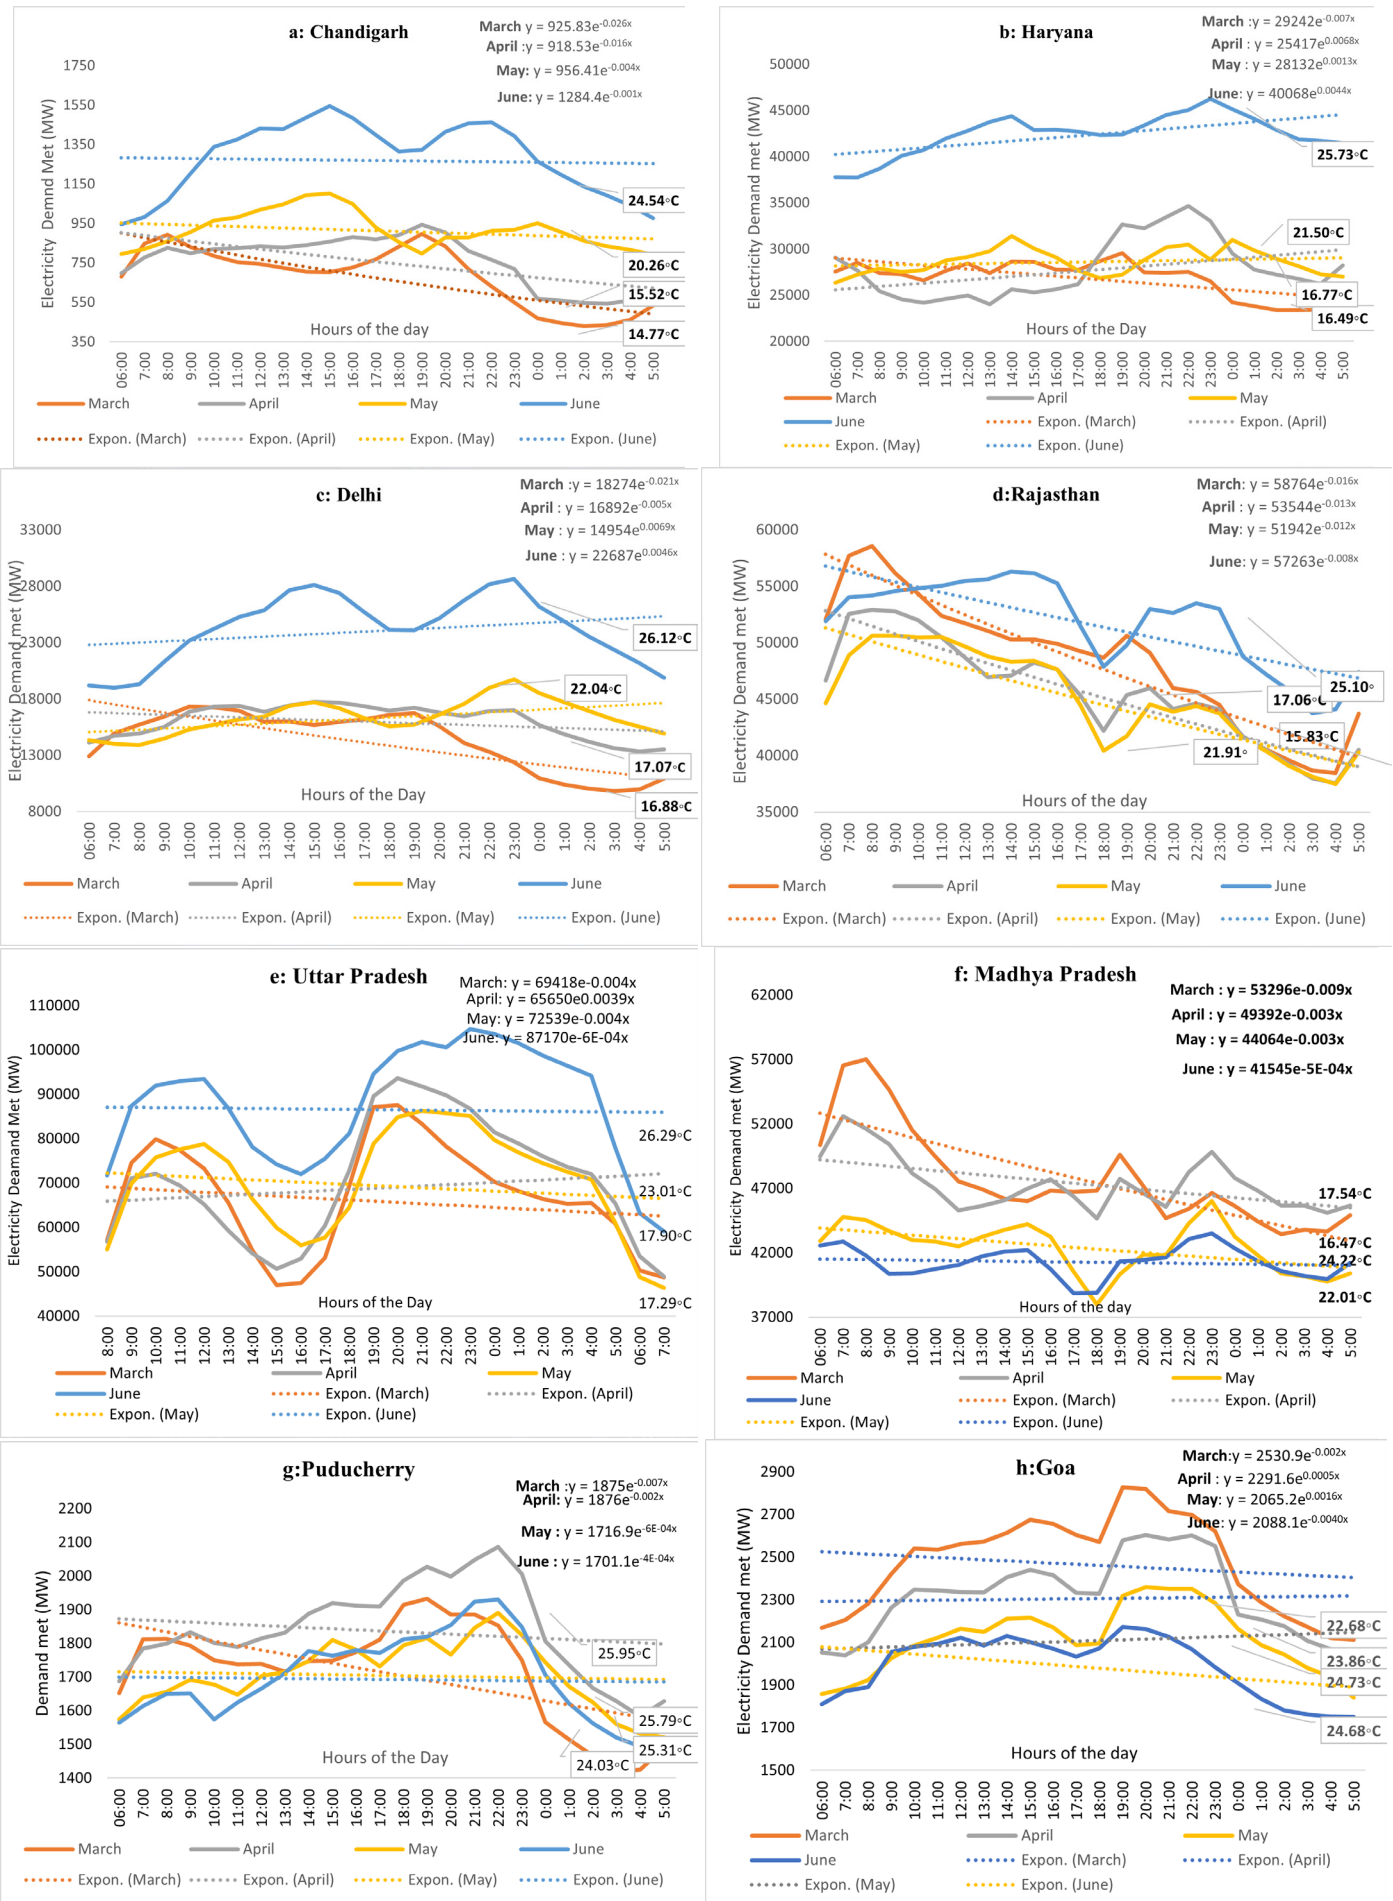 a: Chandigarh
March y = 925.83e-0.026x
April :y = 918.53e-0.016x
May: y = 956.41e-0.004x
June: y = 1284.4e-0.001x
Electricity Demnd Met (MW)
1750
1550
1350
1150
950
750
550
350
24.54◦C
20.26◦C
15.52◦C
14.77◦C
Hours of the day
06:00 7:00 8:00 9:00 10:00 11:00 12:00 13:00 14:00 15:00 16:00 17:00 18:00 19:00 20:00 21:00 22:00 23:00 0:00 1:00 2:00 3:00 4:00 5:00
March April May June
Expon. (March) Expon. (April) Expon. (May) Expon. (June)
b: Haryana
March :y = 29242e-0.007x
April : y = 25417e0.0068x
May : y = 28132e0.0013x
June: y = 40068e0.0044x
Electricity Demand met (MW)
50000
45000
40000
35000
30000
25000
20000
25.73◦C
21.50◦C
16.77◦C
16.49◦C
Hours of the Day
06:00 7:00 8:00 9:00 10:00 11:00 12:00 13:00 14:00 15:00 16:00 17:00 18:00 19:00 20:00 21:00 22:00 23:00 0:00 1:00 2:00 3:00 4:00 5:00
March April May
June Expon. (March) Expon. (April)
Expon. (May) Expon. (June)
c: Delhi
March :y = 18274e-0.021x
April : y = 16892e-0.005x
May : y = 14954e0.0069x
June : y = 22687e0.0046x
Electricity Demand met (MW)
33000
28000
23000
18000
13000
8000
26.12◦C
22.04◦C
17.07◦C
16.88◦C
Hours of the Day
06:00 7:00 8:00 9:00 10:00 11:00 12:00 13:00 14:00 15:00 16:00 17:00 18:00 19:00 20:00 21:00 22:00 23:00 0:00 1:00 2:00 3:00 4:00 5:00
March April May June
Expon. (March) Expon. (April) Expon. (May) Expon. (June)
d:Rajasthan
March: y = 58764e-0.016x
April : y = 53544e-0.013x
May: y = 51942e-0.012x
June: y = 57263e-0.008x
Electricity Demand met (MW)
60000
55000
50000
45000
40000
35000
25.10◦
17.06◦C
15.83◦C
21.91◦
Hours of the day
06:00 7:00 8:00 9:00 10:00 11:00 12:00 13:00 14:00 15:00 16:00 17:00 18:00 19:00 20:00 21:00 22:00 23:00 0:00 1:00 2:00 3:00 4:00 5:00
March April May June
Expon. (March) Expon. (April) Expon. (May) Expon. (June)
e: Uttar Pradesh
March: y = 69418e-0.004x
April: y = 65650e0.0039x
May: y = 72539e-0.004x
June: y = 87170e-6E-04x
Electricity Deamand Met (MW)
110000
100000
90000
80000
70000
60000
50000
40000
26.29◦C
23.01◦C
17.90◦C
17.29◦C
Hours of the Day
8:00 9:00 10:00 11:00 12:00 13:00 14:00 15:00 16:00 17:00 18:00 19:00 20:00 21:00 22:00 23:00 0:00 1:00 2:00 3:00 4:00 5:00 6:00 7:00
March April May
June Expon. (March) Expon. (April)
Expon. (May) Expon. (June)
f: Madhya Pradesh
March : y = 53296e-0.009x
April : y = 49392e-0.003x
May : y = 44064e-0.003x
June : y = 41545e-5E-04x
Electricity Demand met (MW)
62000
57000
52000
47000
42000
37000
17.54◦C
16.47◦C
24.22◦C
22.01◦C
Hours of the day
06:00 7:00 8:00 9:00 10:00 11:00 12:00 13:00 14:00 15:00 16:00 17:00 18:00 19:00 20:00 21:00 22:00 23:00 0:00 1:00 2:00 3:00 4:00 5:00
March April May
June Expon. (March) Expon. (April)
Expon. (May) Expon. (June)
g:Puducherry
March :y = 1875e-0.007x
April: y = 1876e-0.002x
May : y = 1716.9e-6E-04x
June : y = 1701.1e-4E-04x
Demand met (MW)
2200
2100
2000
1900
1800
1700
1600
1500
1400
25.95◦C
25.79◦C
25.31◦C
24.03◦C
Hours of the Day
06:00 7:00 8:00 9:00 10:00 11:00 12:00 13:00 14:00 15:00 16:00 17:00 18:00 19:00 20:00 21:00 22:00 23:00 0:00 1:00 2:00 3:00 4:00 5:00
March April May June
Expon. (March) Expon. (April) Expon. (May) Expon. (June)
h:Goa
March:y = 2530.9e-0.002x
April : y = 2291.6e0.0005x
May: y = 2065.2e0.0016x
June: y = 2088.1e-0.0040x
Electricity Demand met (MW)
2900
2700
2500
2300
2100
1900
1700
1500
22.68◦C
23.86◦C
24.73◦C
24.68◦C
Hours of the day
06:00 7:00 8:00 9:00 10:00 11:00 12:00 13:00 14:00 15:00 16:00 17:00 18:00 19:00 20:00 21:00 22:00 23:00 0:00 1:00 2:00 3:00 4:00 5:00
March April May
June Expon. (March) Expon. (April)
Expon. (May) Expon. (June)